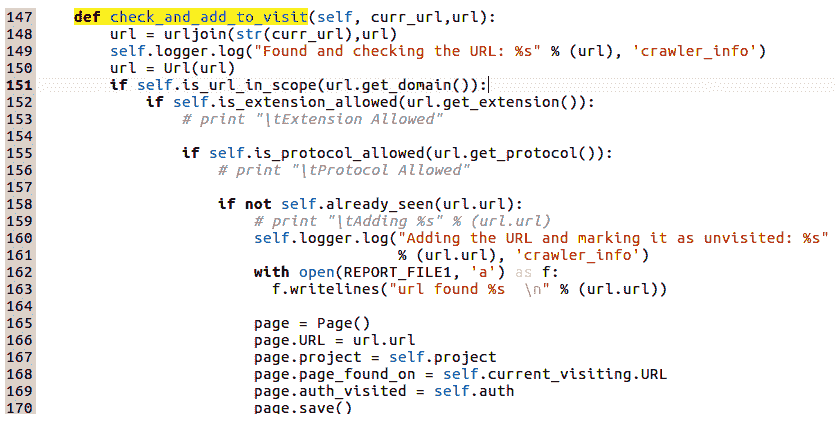 147 def check_and_add_to_visit(self, curr_url,url):
148 url = urljoin(str(curr_url),url)
149 self.logger.log("Found and checking the URL: %s" % (url), 'crawler_info')
150 url = Url(url)
151 if self.is_url_in_scope(url.get_domain()):
152 if self.is_extension_allowed(url.get_extension()):
153 # print "\tExtension Allowed"
154
155 if self.is_protocol_allowed(url.get_protocol()):
156 # print "\tProtocol Allowed"
157
158 if not self.already_seen(url.url):
159 # print "\tAdding %s" % (url.url)
160 self.logger.log("Adding the URL and marking it as unvisited: %s"
161 % (url.url), 'crawler_info')
162 with open(REPORT_FILE1, 'a') as f:
163 f.writelines("url found %s  \n" % (url.url))
164
165 page = Page()
166 page.URL = url.url
167 page.project = self.project
168 page.page_found_on = self.current_visiting.URL
169 page.auth_visited = self.auth
170 page.save()